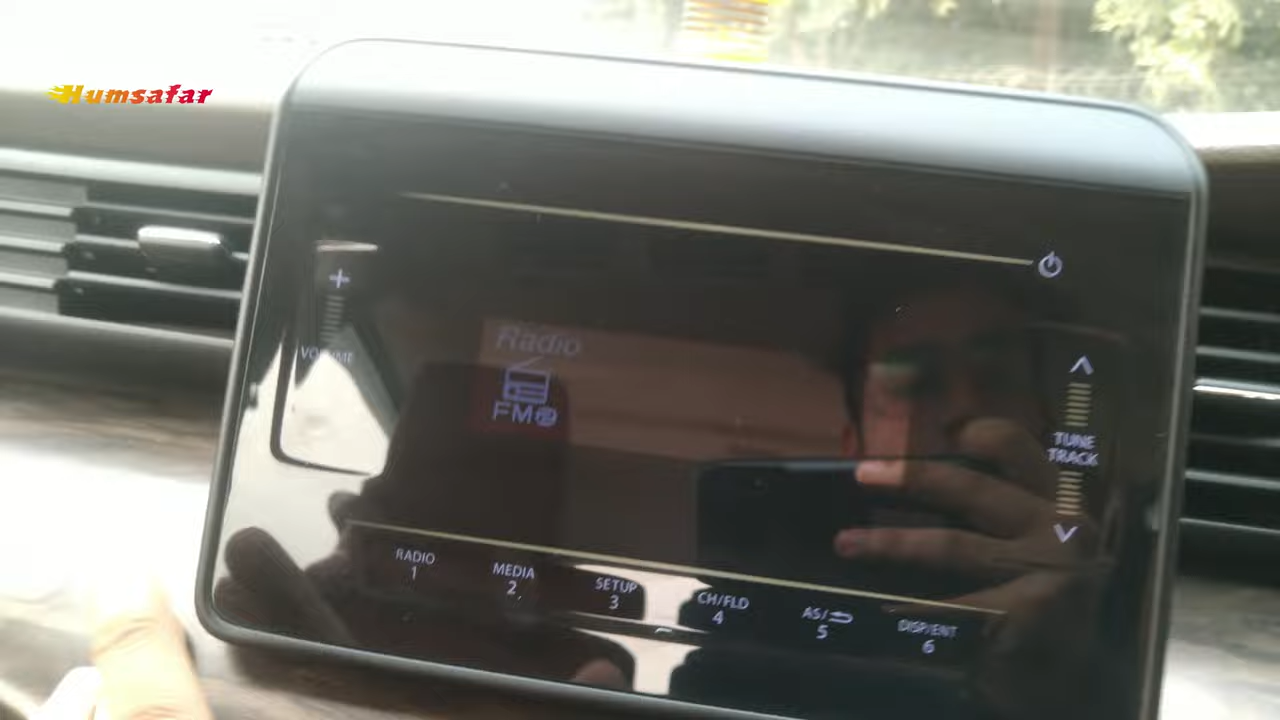 Humsafar
+
VOLUME
Radio
FM2
TUNE
TRACK
RADIO
1
MEDIA
2
SETUP
3
CH/FLD
4
AS/
5
DISP/ENT
6